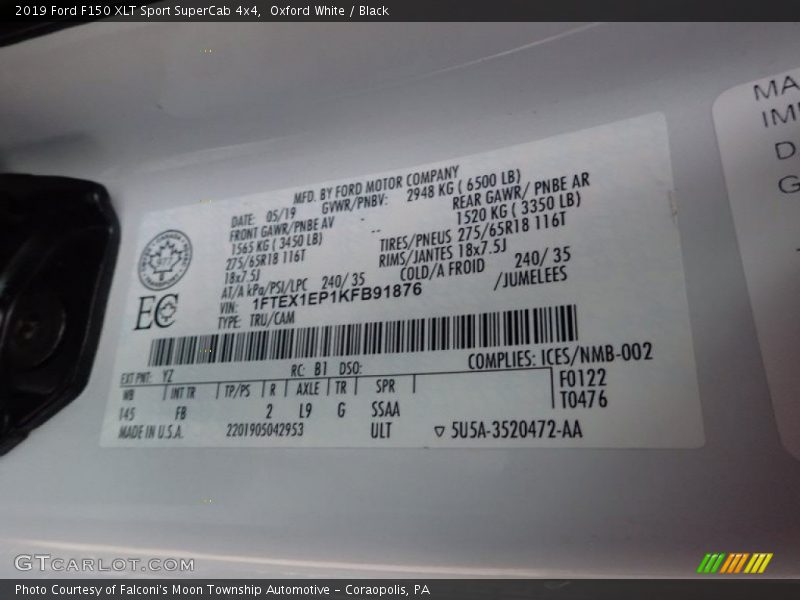 2019 Ford F150 XLT Sport SuperCab 4x4,  Oxford White / Black
MFD. BY FORD MOTOR COMPANY
DATE: 05/19 GVWR/PNBV: 2948 KG ( 6500 LB)
FRONT GAWR/PNBE AV REAR GAWR/ PNBE AR
1565 KG ( 3450 LB) 1520 KG ( 3350 LB)
275/65R18 116T TIRES/PNEUS 275/65R18 116T
18x7.5J RIMS/JANTES 18x7.5J
AT/A kPa/PSI/LPC 240/ 35 COLD/A FROID 240/ 35
VIN: 1FTEX1EP1KFB91876 /JUMELEES
TYPE: TRU/CAM
EC
EXT PNT: YZ RC: B1 DSO: COMPLIES: ICES/NMB-002
WB INT TR TP/PS R AXLE TR SPR F0122
145 FB 2 L9 G SSAA T0476
MADE IN U.S.A. 2201905042953 ULT 5U5A-3520472-AA
MA
IM
D
G
GTCARLOT.COM
Photo Courtesy of Falconi's Moon Township Automotive - Coraopolis, PA